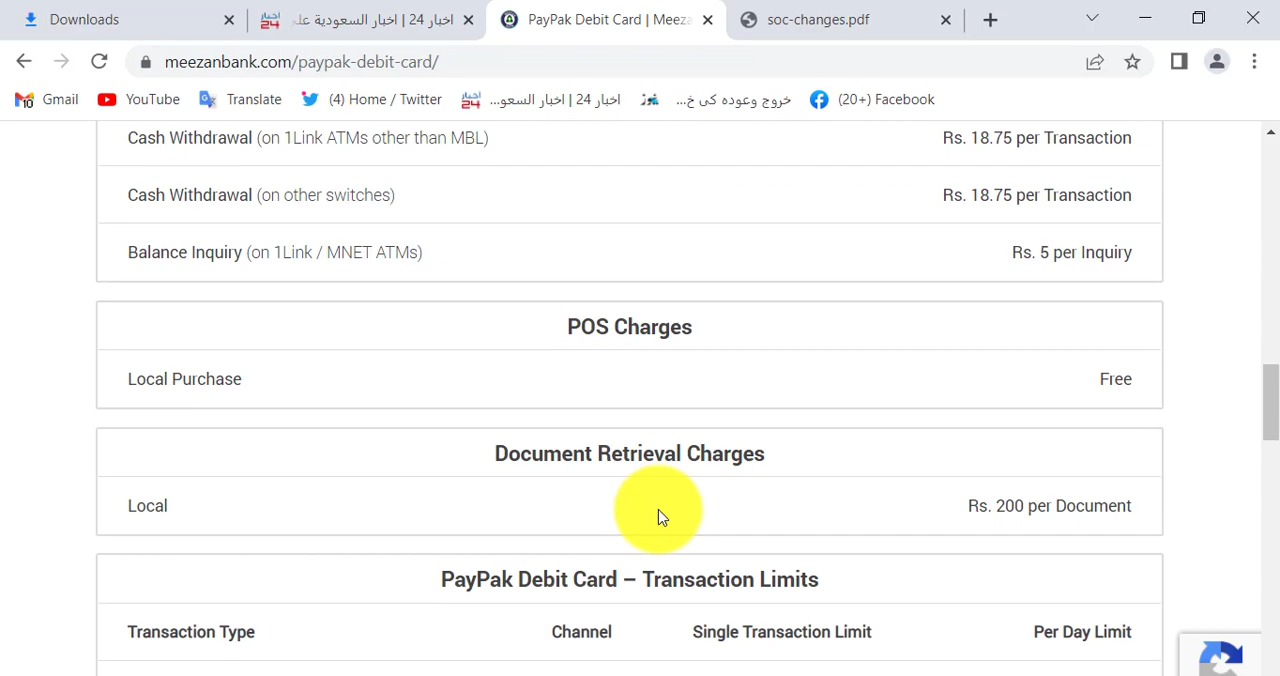 Downloads
اخبار 24 | اخبار السعودية علـ
PayPak Debit Card | Meeza
soc-changes.pdf
meezanbank.com/paypak-debit-card/
Gmail
YouTube
Translate
(4) Home / Twitter
اخبار 24 | اخبار السعو...
خروج وعوده کی خ...
(20+) Facebook
Cash Withdrawal (on 1Link ATMs other than MBL) Rs. 18.75 per Transaction
Cash Withdrawal (on other switches) Rs. 18.75 per Transaction
Balance Inquiry (on 1Link / MNET ATMs) Rs. 5 per Inquiry
POS Charges
Local Purchase Free
Document Retrieval Charges
Local Rs. 200 per Document
PayPak Debit Card – Transaction Limits
Transaction Type Channel Single Transaction Limit Per Day Limit